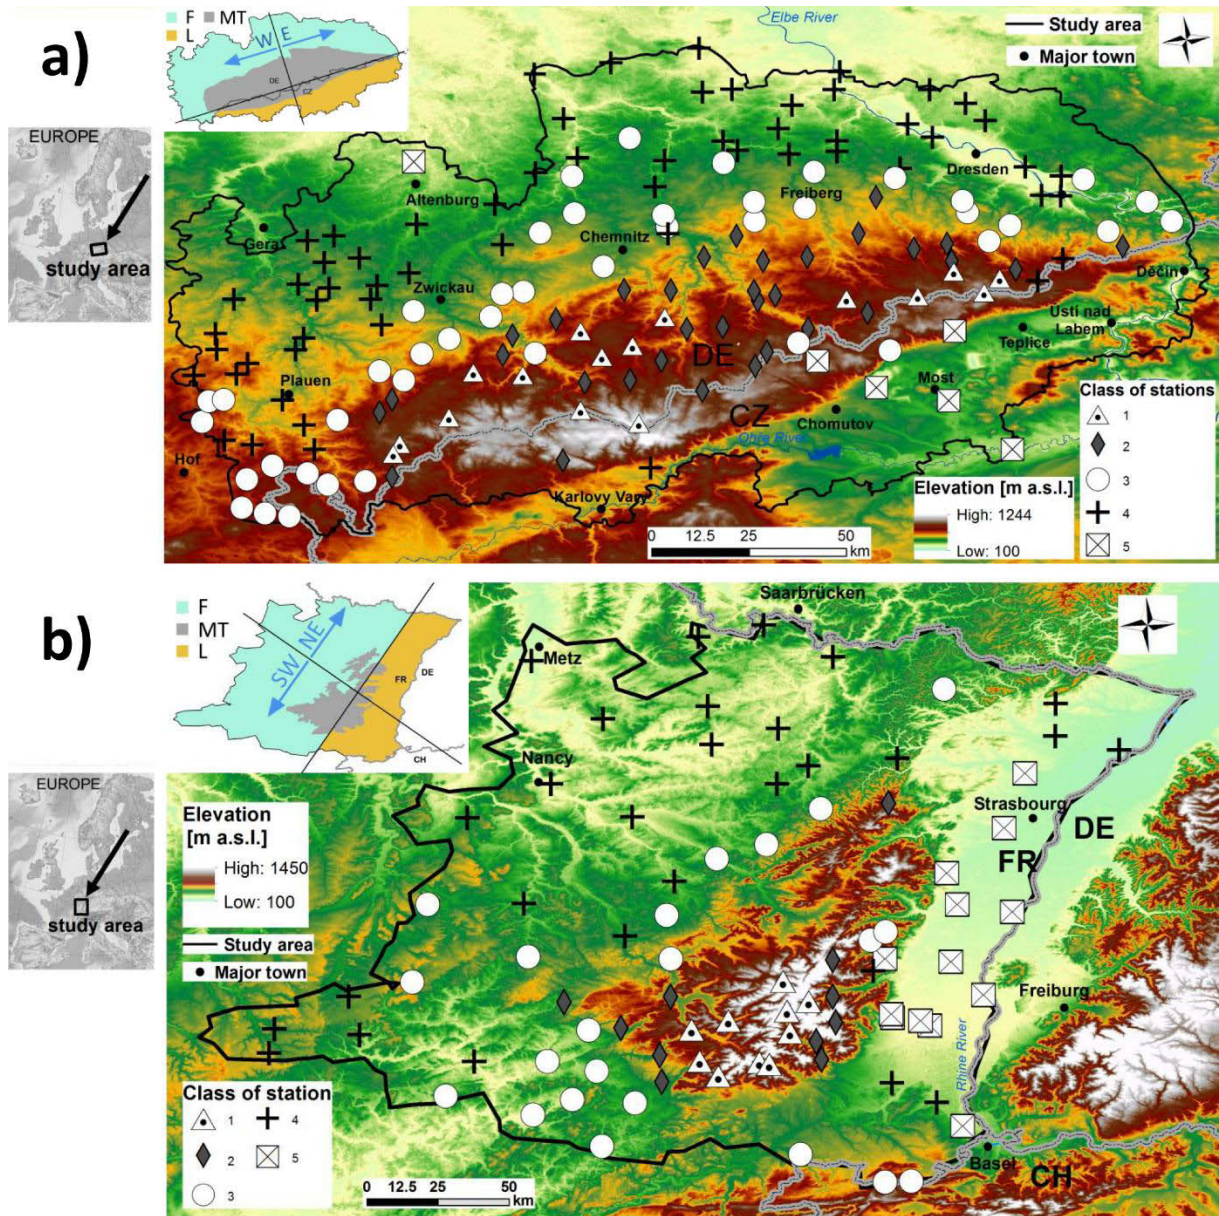 a)
F MT
L
W E
DE
CZ
EUROPE
study area
Elbe River
Study area
Major town
Altenburg
Gera
Zwickau
Chemnitz
Freiberg
Dresden
Děčín
Ústí nad
Labem
Teplice
Most
Chomutov
DE
CZ
Plauen
Hof
Karlovy Vary
Ohře River
Class of stations
1
2
3
4
5
Elevation [m a.s.l.]
High: 1244
Low: 100
0 12.5 25 50
km
b)
F
MT
L
SW NE
FR
DE
CH
EUROPE
study area
Saarbrücken
Metz
Nancy
Strasbourg
DE
FR
Freiburg
Rhine River
Basel
CH
Elevation
[m a.s.l.]
High: 1450
Low: 100
Study area
Major town
Class of station
1 4
2 5
3
0 12.5 25 50
km